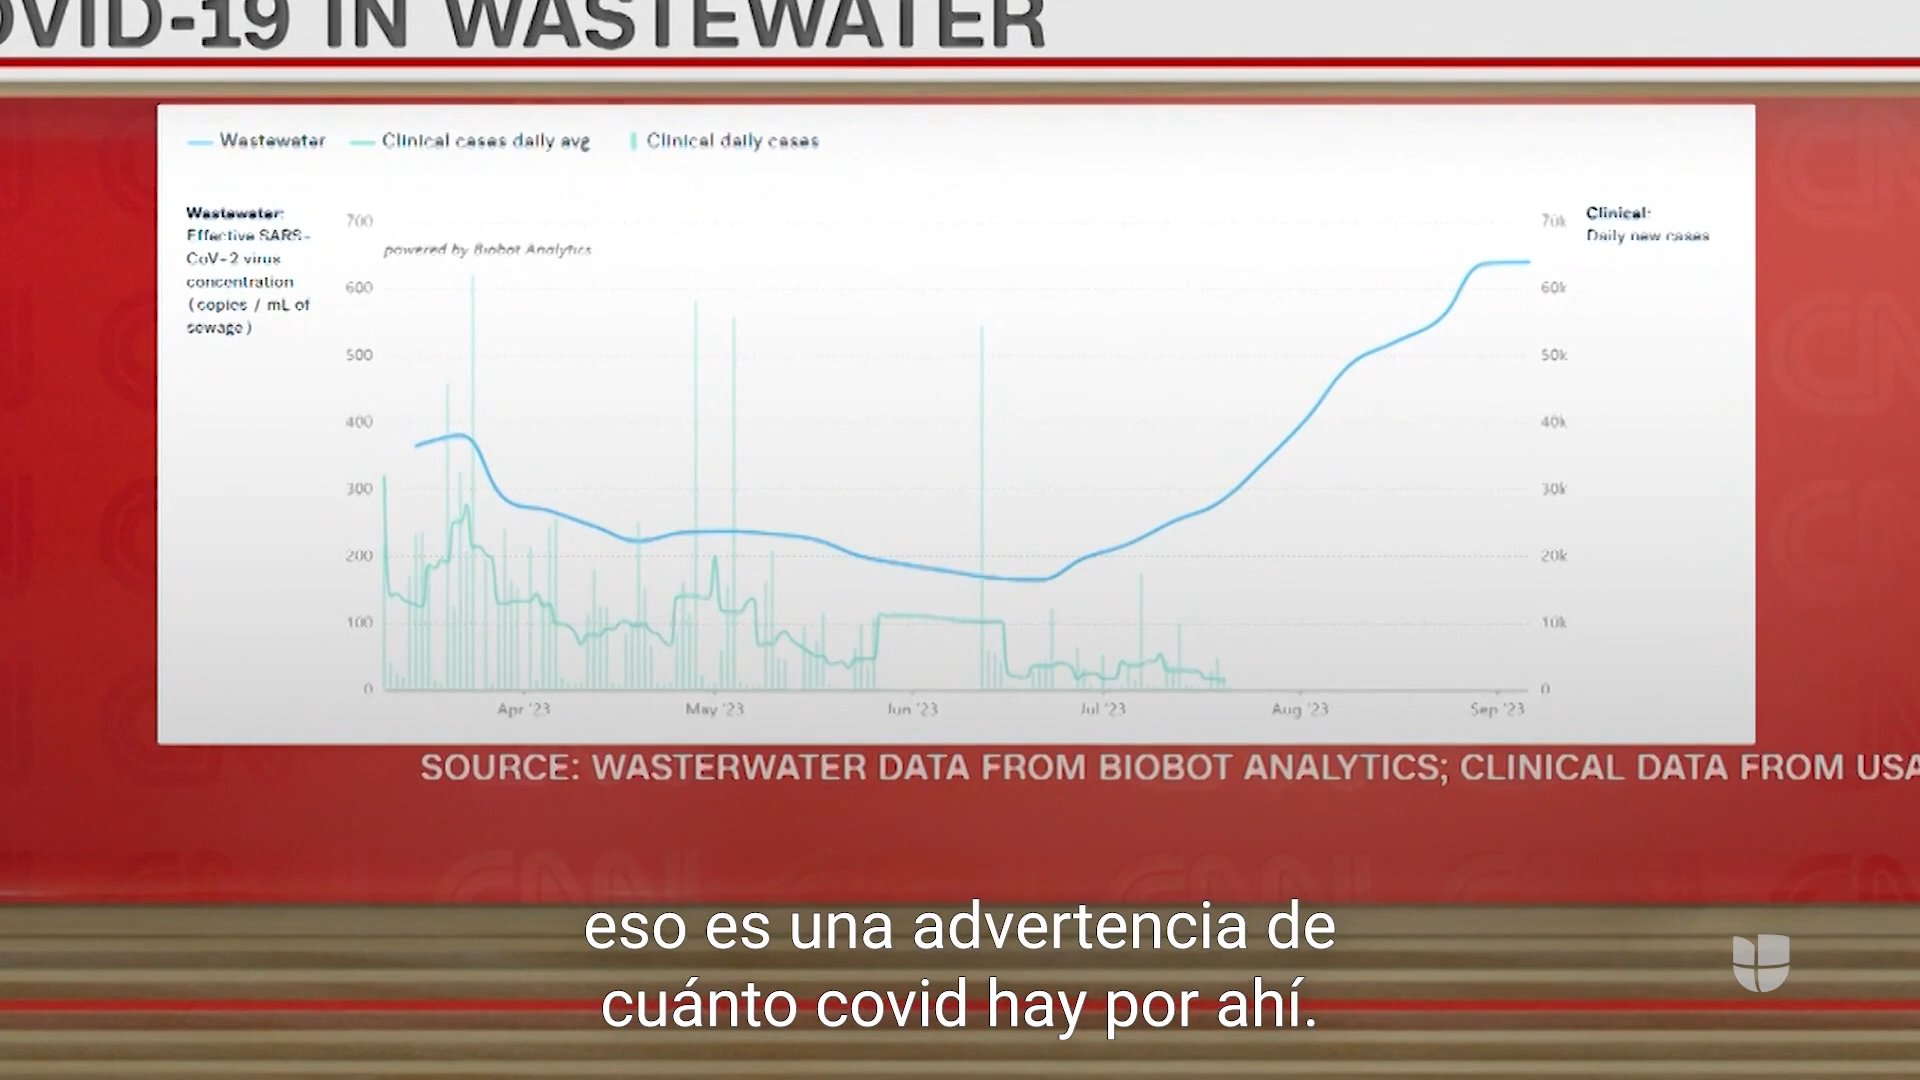 OVID-19 IN WASTEWATER
Wastewater
Clinical cases daily avg
Clinical daily cases
Wastewater:
Effective SARS-
CoV-2 virus
concentration
(copies / mL of
sewage)
powered by Biobot Analytics
700
600
500
400
300
200
100
0
70k
60k
50k
40k
30k
20k
10k
0
Clinical:
Daily new cases
Apr '23
May '23
Jun '23
Jul '23
Aug '23
Sep '23
SOURCE: WASTERWATER DATA FROM BIOBOT ANALYTICS; CLINICAL DATA FROM USA
CNN
CNN
eso es una advertencia de
cuánto covid hay por ahí.